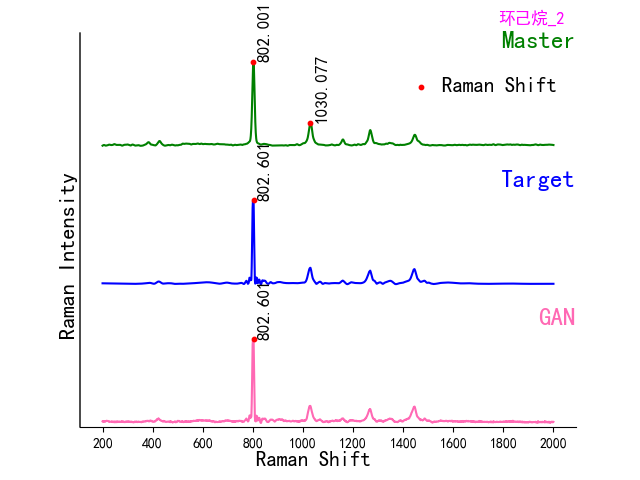 环己烷_2
Master
802.001
1030.077
Raman Shift
802.601
Target
802.601
GAN
Raman Intensity
200 400 600 800 1000 1200 1400 1600 1800 2000
Raman Shift